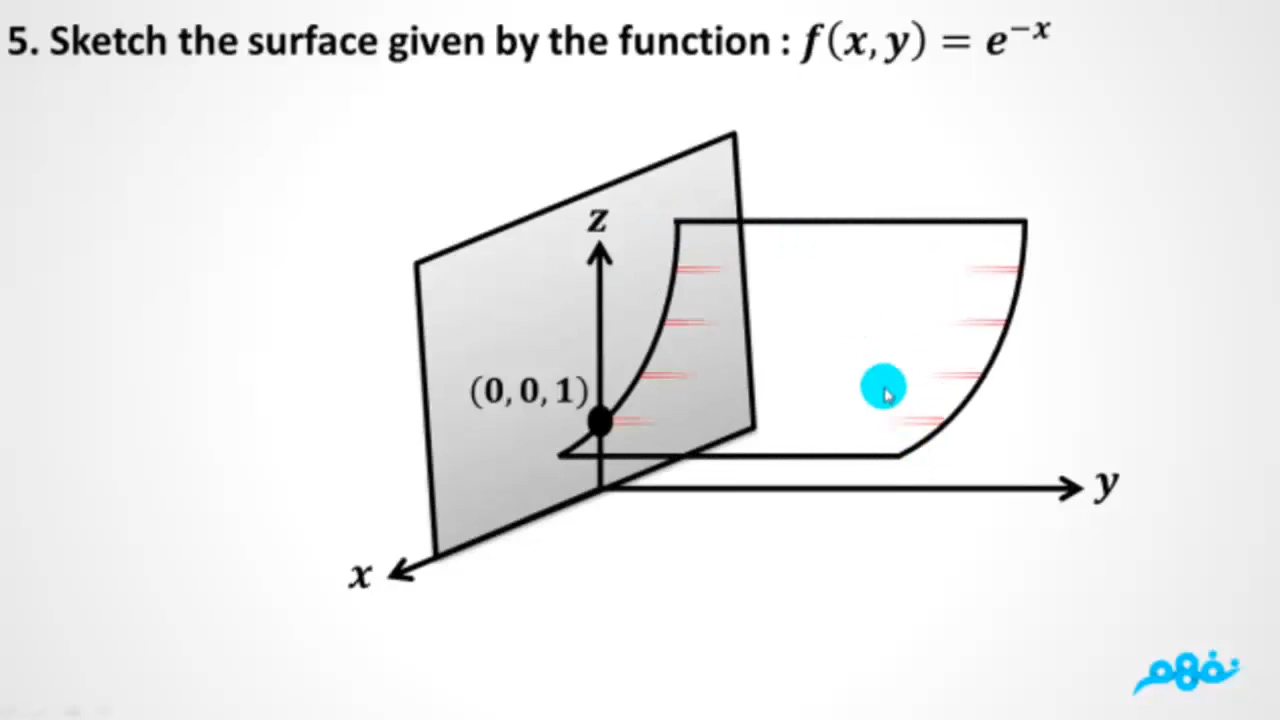 5. Sketch the surface given by the function : f(x, y) = e⁻ˣ
z
(0, 0, 1)
y
x
نفهم